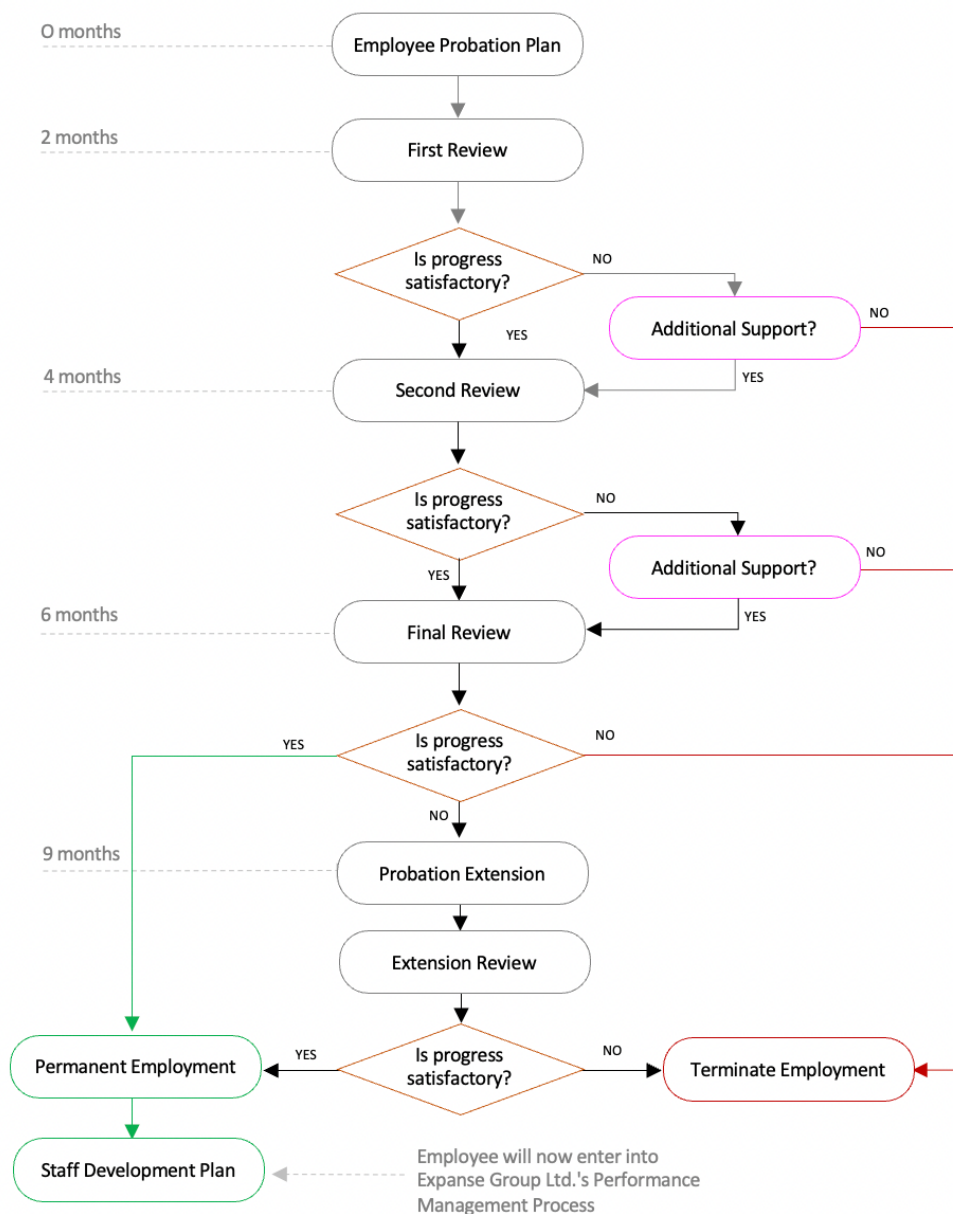 O months
Employee Probation Plan
2 months
First Review
Is progress
satisfactory?
NO
Additional Support?
NO
YES
YES
4 months
Second Review
Is progress
satisfactory?
NO
Additional Support?
NO
YES
YES
6 months
Final Review
YES
Is progress
satisfactory?
NO
NO
9 months
Probation Extension
Extension Review
Permanent Employment
YES
Is progress
satisfactory?
NO
Terminate Employment
Staff Development Plan
Employee will now enter into
Expanse Group Ltd.'s Performance
Management Process